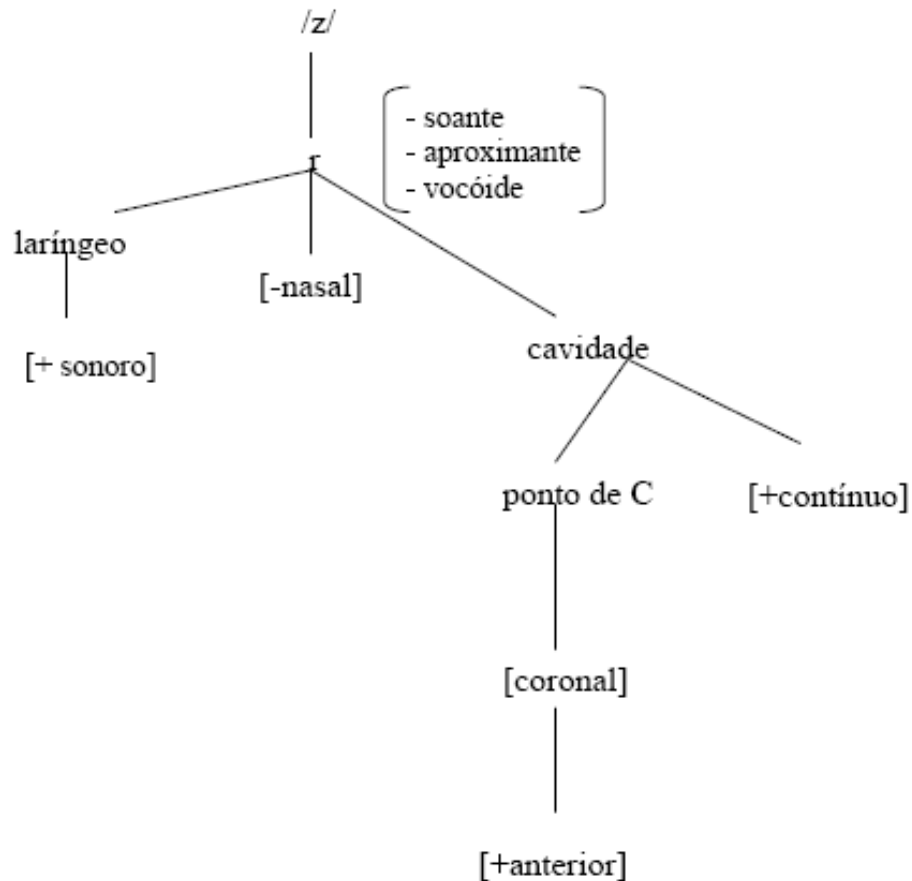 /z/
- soante
- aproximante
- vocóide
r
laríngeo
[-nasal]
[+ sonoro]
cavidade
ponto de C
[+contínuo]
[coronal]
[+anterior]